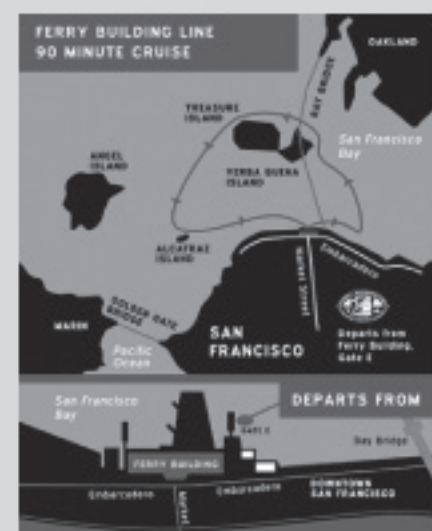 FERRY BUILDING LINE
90 MINUTE CRUISE
OAKLAND
BAY BRIDGE
TREASURE
ISLAND
San Francisco
Bay
ANGEL
ISLAND
YERBA BUENA
ISLAND
ALCATRAZ
ISLAND
Embarcadero
Market Street
GOLDEN GATE
BRIDGE
MARIN
SAN
FRANCISCO
Departs from
Ferry Building,
Gate E
Pacific
Ocean
San Francisco
Bay
DEPARTS FROM
GATE E
Bay Bridge
FERRY BUILDING
Embarcadero
Embarcadero
DOWNTOWN
SAN FRANCISCO
Market